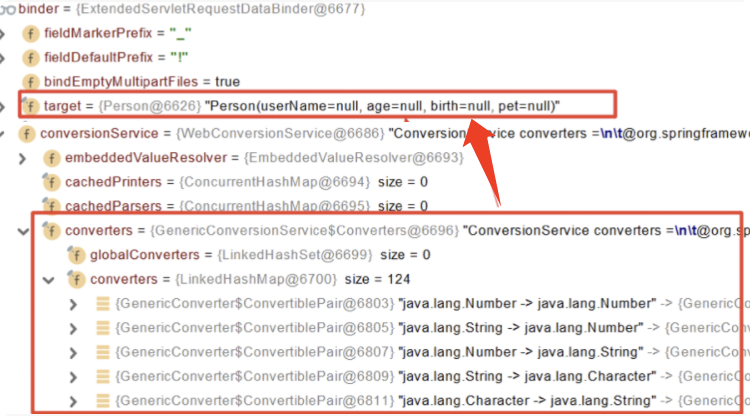 binder = {ExtendedServletRequestDataBinder@6677}
fieldMarkerPrefix = "_"
fieldDefaultPrefix = "!"
bindEmptyMultipartFiles = true
target = {Person@6626} "Person(userName=null, age=null, birth=null, pet=null)"
conversionService = {WebConversionService@6686} "ConversionService converters =\n\t@org.springframewo
embeddedValueResolver = {EmbeddedValueResolver@6693}
cachedPrinters = {ConcurrentHashMap@6694} size = 0
cachedParsers = {ConcurrentHashMap@6695} size = 0
converters = {GenericConversionService$Converters@6696} "ConversionService converters =\n\t@org.sp
globalConverters = {LinkedHashSet@6699} size = 0
converters = {LinkedHashMap@6700} size = 124
{GenericConverter$ConvertiblePair@6803} "java.lang.Number -> java.lang.Number" -> {GenericCo
{GenericConverter$ConvertiblePair@6805} "java.lang.String -> java.lang.Number" -> {GenericConv
{GenericConverter$ConvertiblePair@6807} "java.lang.Number -> java.lang.String" -> {GenericConv
{GenericConverter$ConvertiblePair@6809} "java.lang.String -> java.lang.Character" -> {GenericCo
{GenericConverter$ConvertiblePair@6811} "java.lang.Character -> java.lang.String" -> {GenericCo